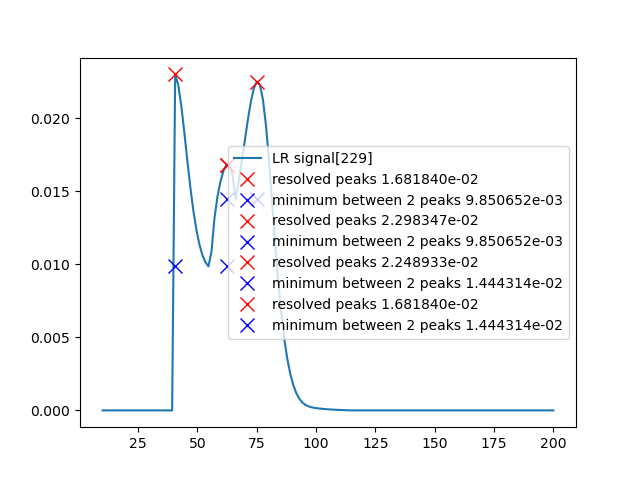 0.020
0.015
0.010
0.005
0.000
LR signal[229]
resolved peaks 1.681840e-02
minimum between 2 peaks 9.850652e-03
resolved peaks 2.298347e-02
minimum between 2 peaks 9.850652e-03
resolved peaks 2.248933e-02
minimum between 2 peaks 1.444314e-02
resolved peaks 1.681840e-02
minimum between 2 peaks 1.444314e-02
25 50 75 100 125 150 175 200